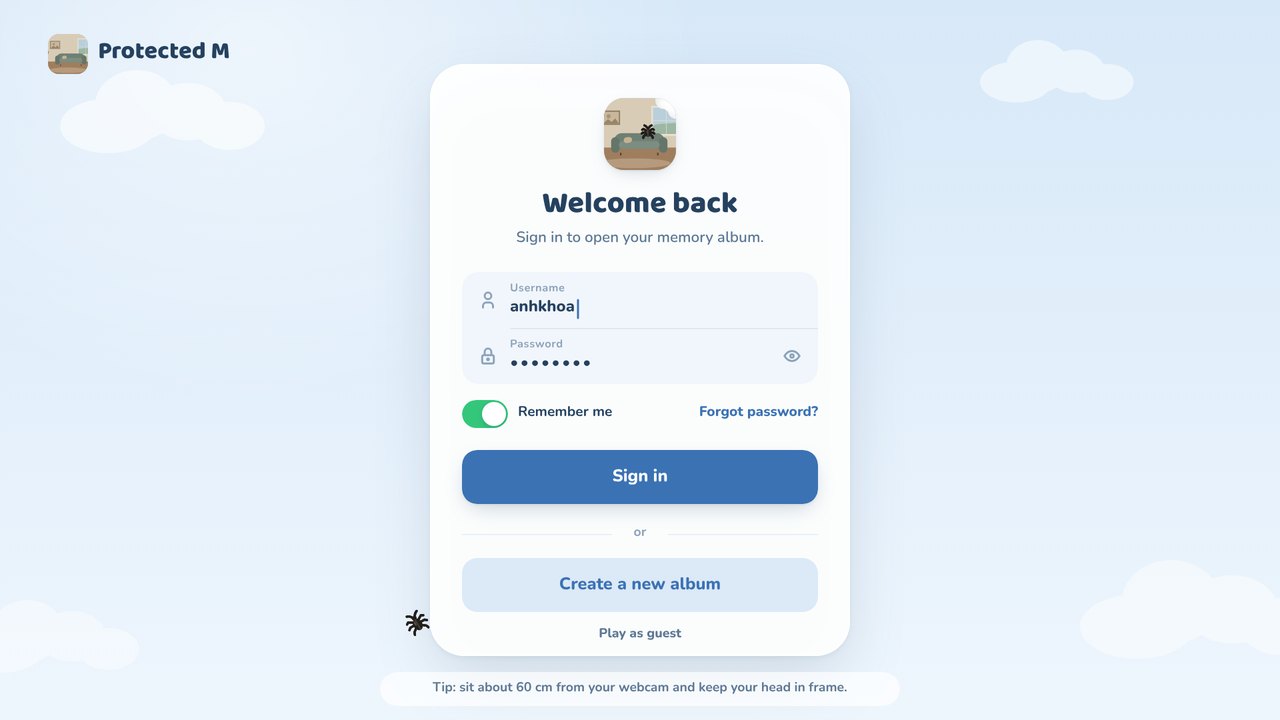 Protected M
Welcome back
Sign in to open your memory album.
Username
anhkhoa
Password
••••••••
Remember me
Forgot password?
Sign in
or
Create a new album
Play as guest
Tip: sit about 60 cm from your webcam and keep your head in frame.